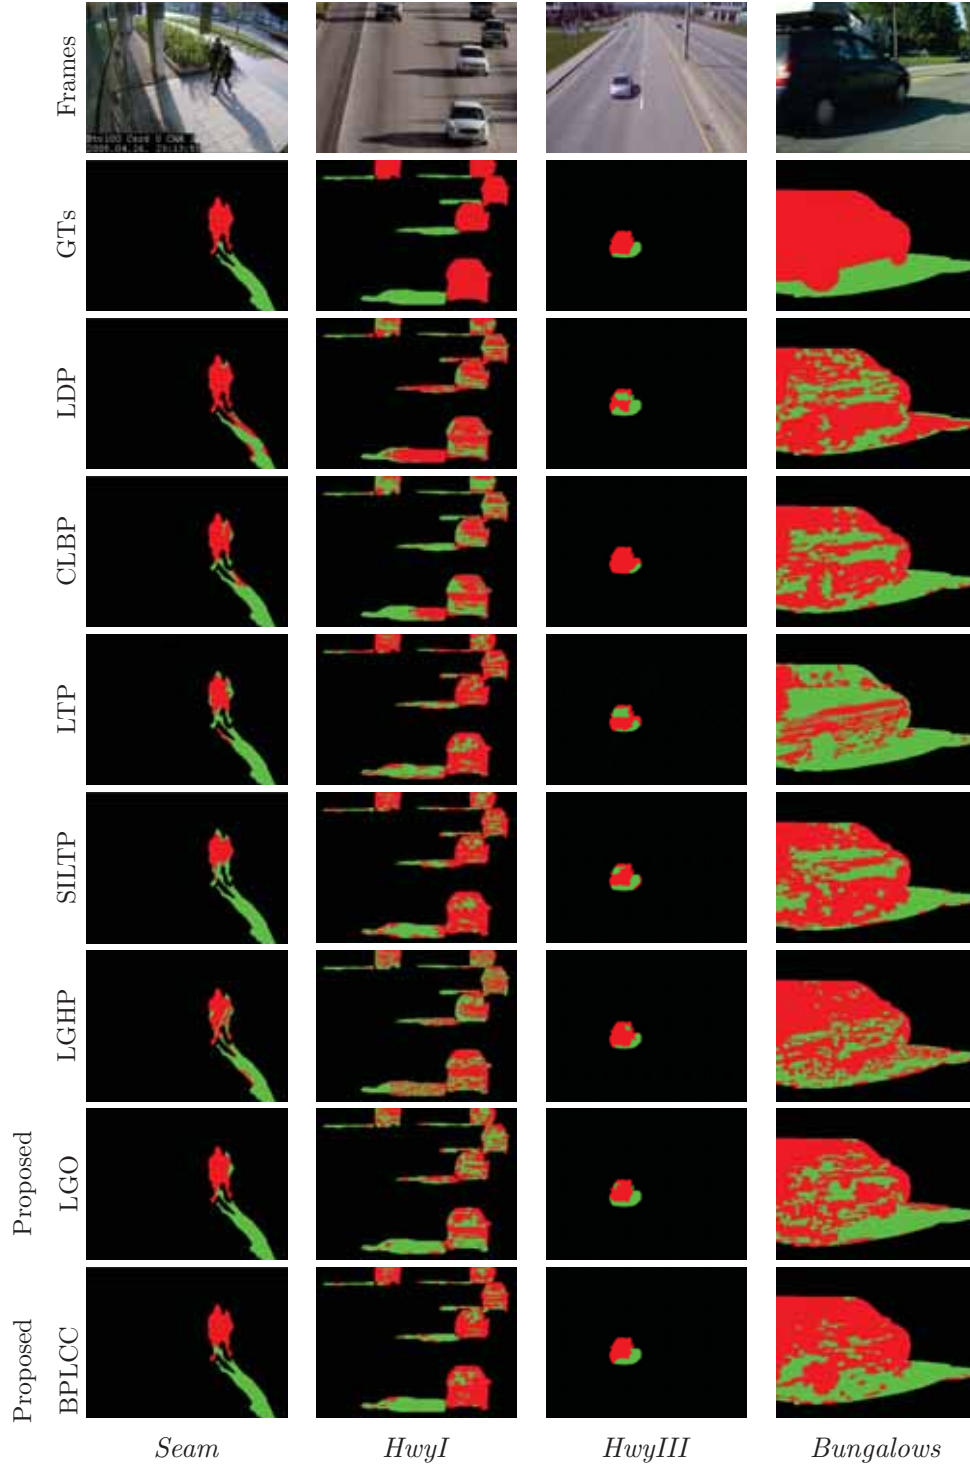 Frames
GTs
LDP
CLBP
LTP
SILTP
LGHP
Proposed
LGO
Proposed
BPLCC
Seam
HwyI
HwyIII
Bungalows